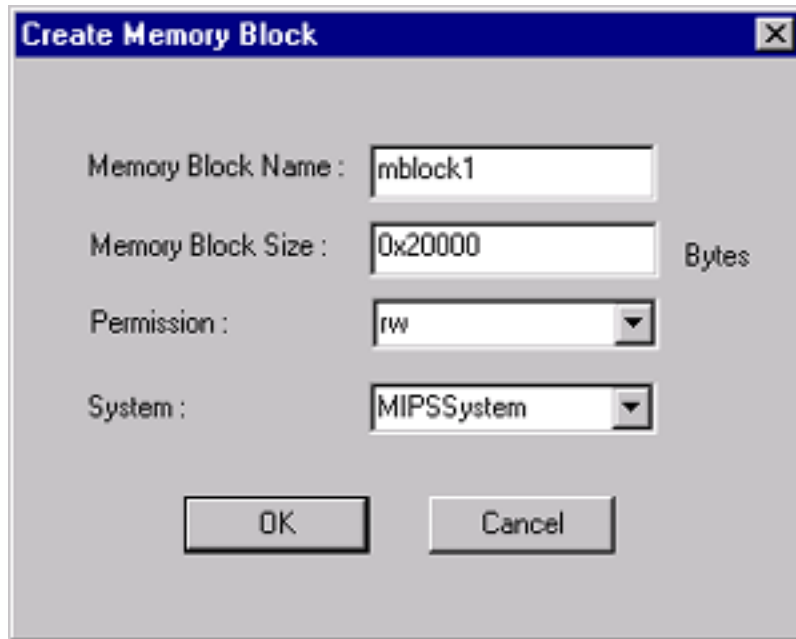 Create Memory Block
Memory Block Name : mblock1
Memory Block Size : 0x20000 Bytes
Permission : rw
System : MIPSSystem
OK Cancel